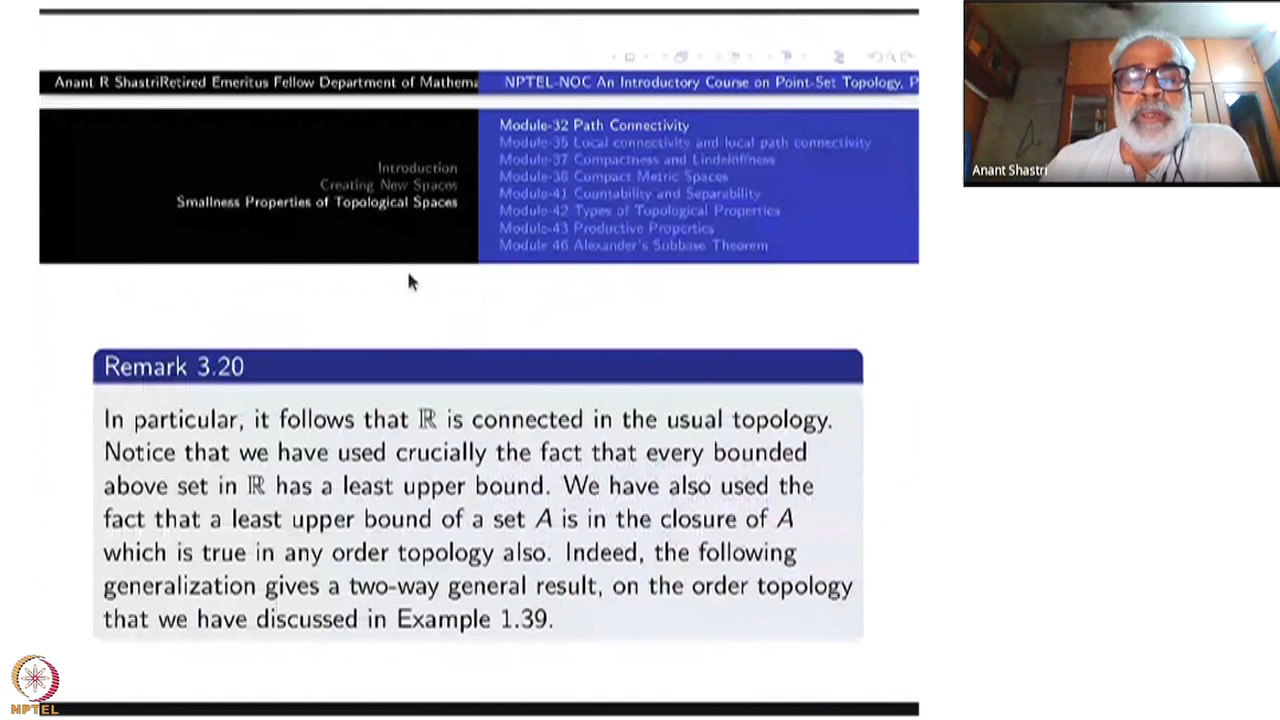 Anant R ShastriRetired Emeritus Fellow Department of Mathema
NPTEL-NOC An Introductory Course on Point-Set Topology, P
Introduction
Creating New Spaces
Smallness Properties of Topological Spaces
Module-32 Path Connectivity
Module-35 Local connectivity and local path connectivity
Module-37 Compactness and Lindelöffness
Module-38 Compact Metric Spaces
Module-41 Countability and Separability
Module-42 Types of Topological Properties
Module-43 Productive Properties
Module-46 Alexander's Subbase Theorem
Anant Shastri
Remark 3.20
In particular, it follows that ℝ is connected in the usual topology.
Notice that we have used crucially the fact that every bounded
above set in ℝ has a least upper bound. We have also used the
fact that a least upper bound of a set A is in the closure of A
which is true in any order topology also. Indeed, the following
generalization gives a two-way general result, on the order topology
that we have discussed in Example 1.39.
NPTEL